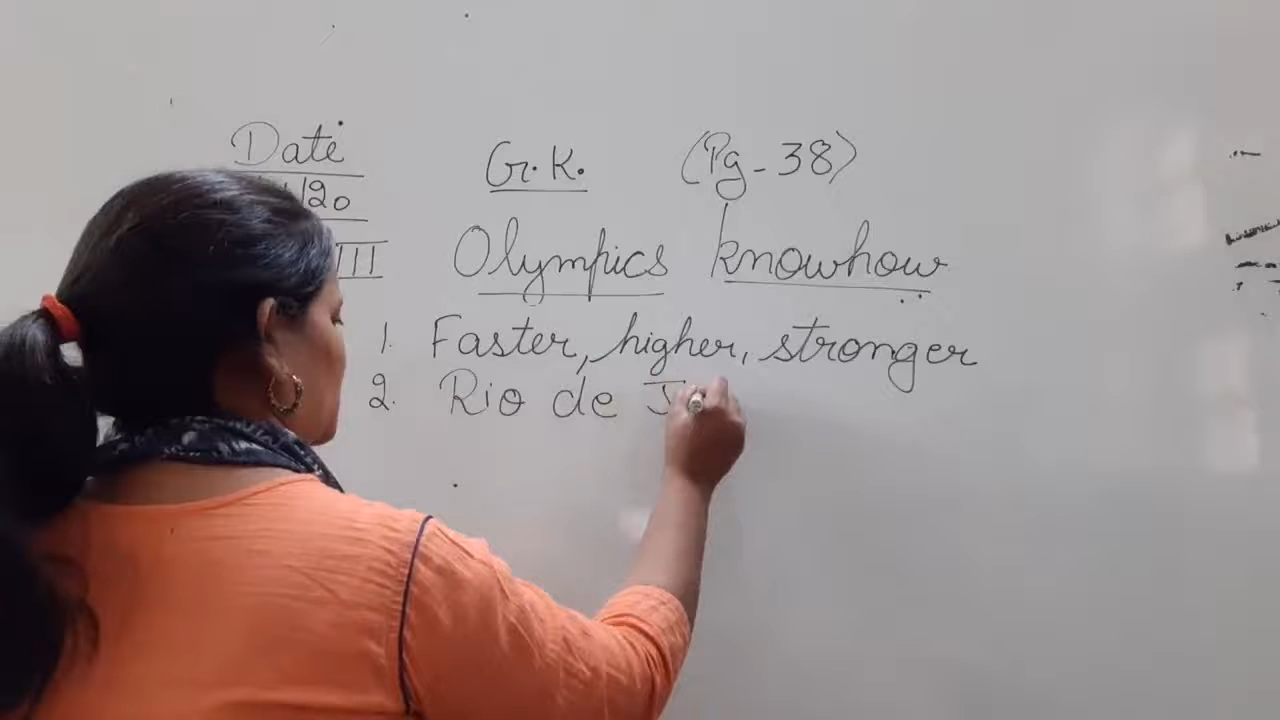 Date G.K. (Pg-38)
/20
III Olympics knowhow
1. Faster, higher, stronger
2. Rio de J